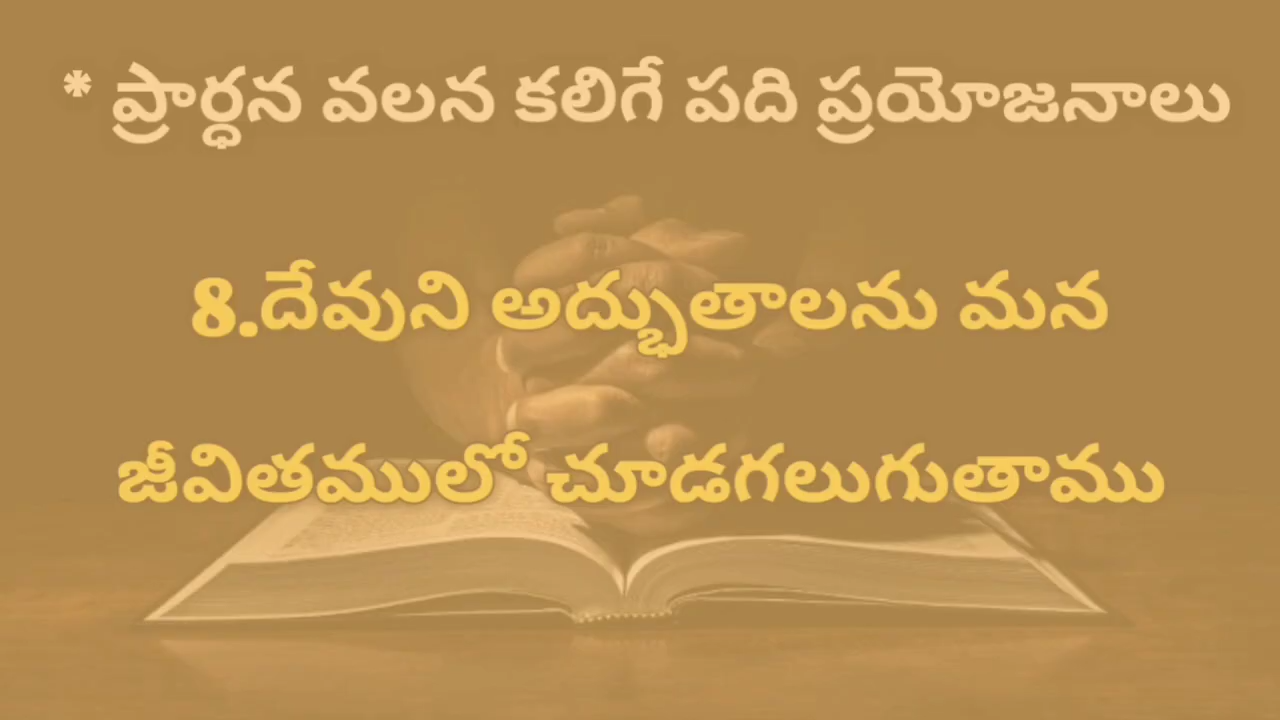 * ప్రార్ధన వలన కలిగే పది ప్రయోజనాలు
8.దేవుని అద్భుతాలను మన
జీవితములో చూడగలుగుతాము